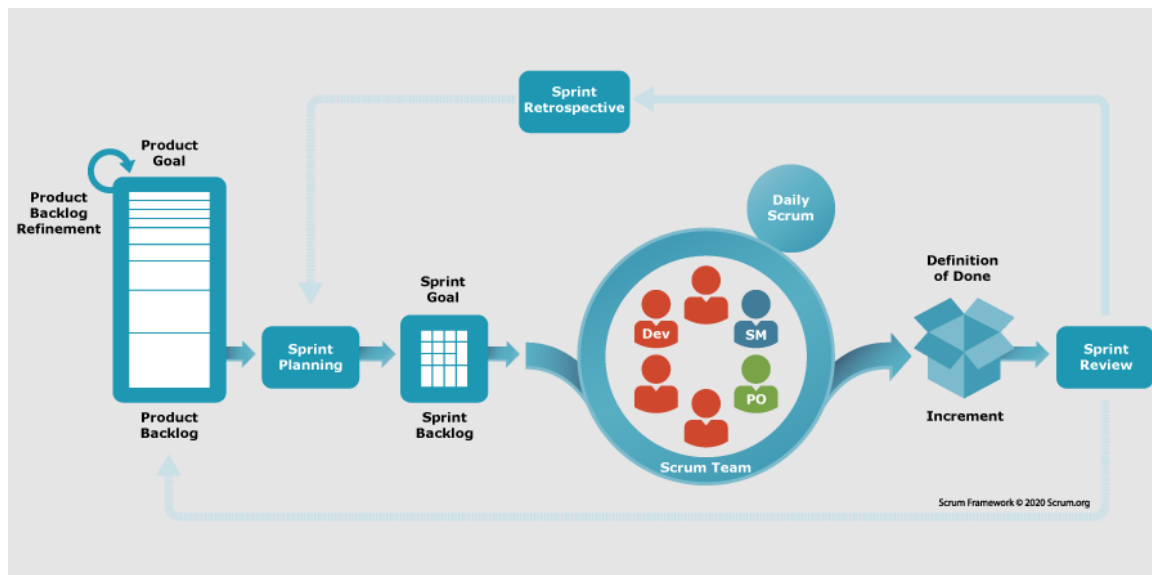 Sprint
Retrospective
Product
Goal
Product
Backlog
Refinement
Daily
Scrum
Definition
of Done
Sprint
Goal
Dev
SM
Sprint
Planning
Sprint
Review
PO
Product
Backlog
Sprint
Backlog
Increment
Scrum Team
Scrum Framework © 2020 Scrum.org